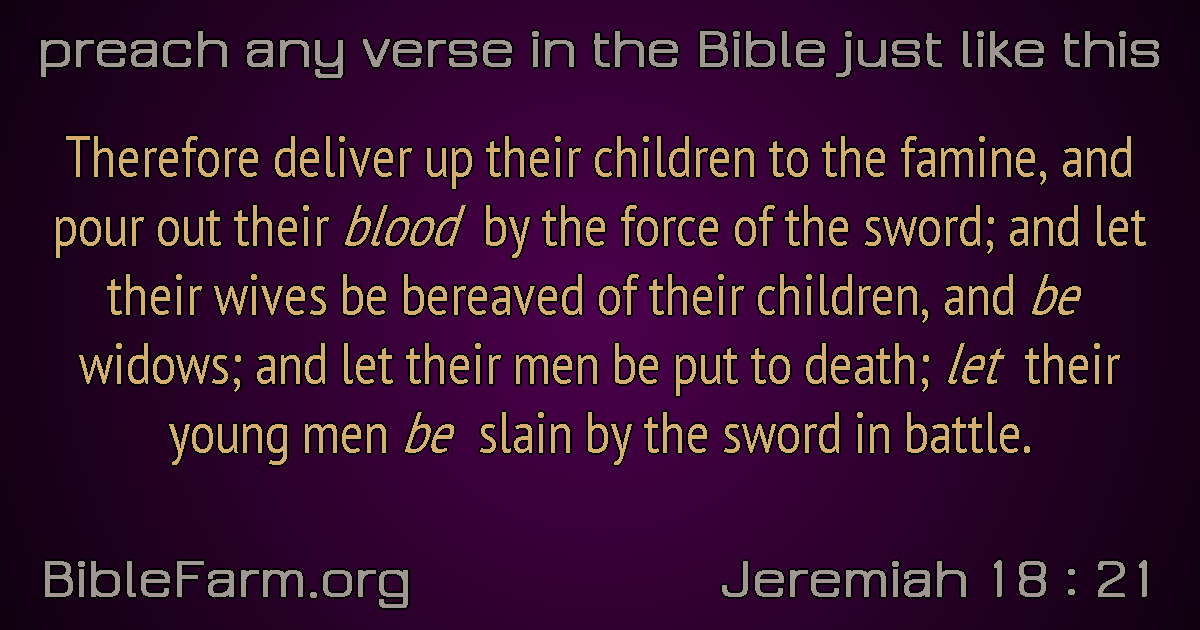 preach any verse in the Bible just like this
Therefore deliver up their children to the famine, and
pour out their blood by the force of the sword; and let
their wives be bereaved of their children, and be
widows; and let their men be put to death; let their
young men be slain by the sword in battle.
BibleFarm.org
Jeremiah 18 : 21